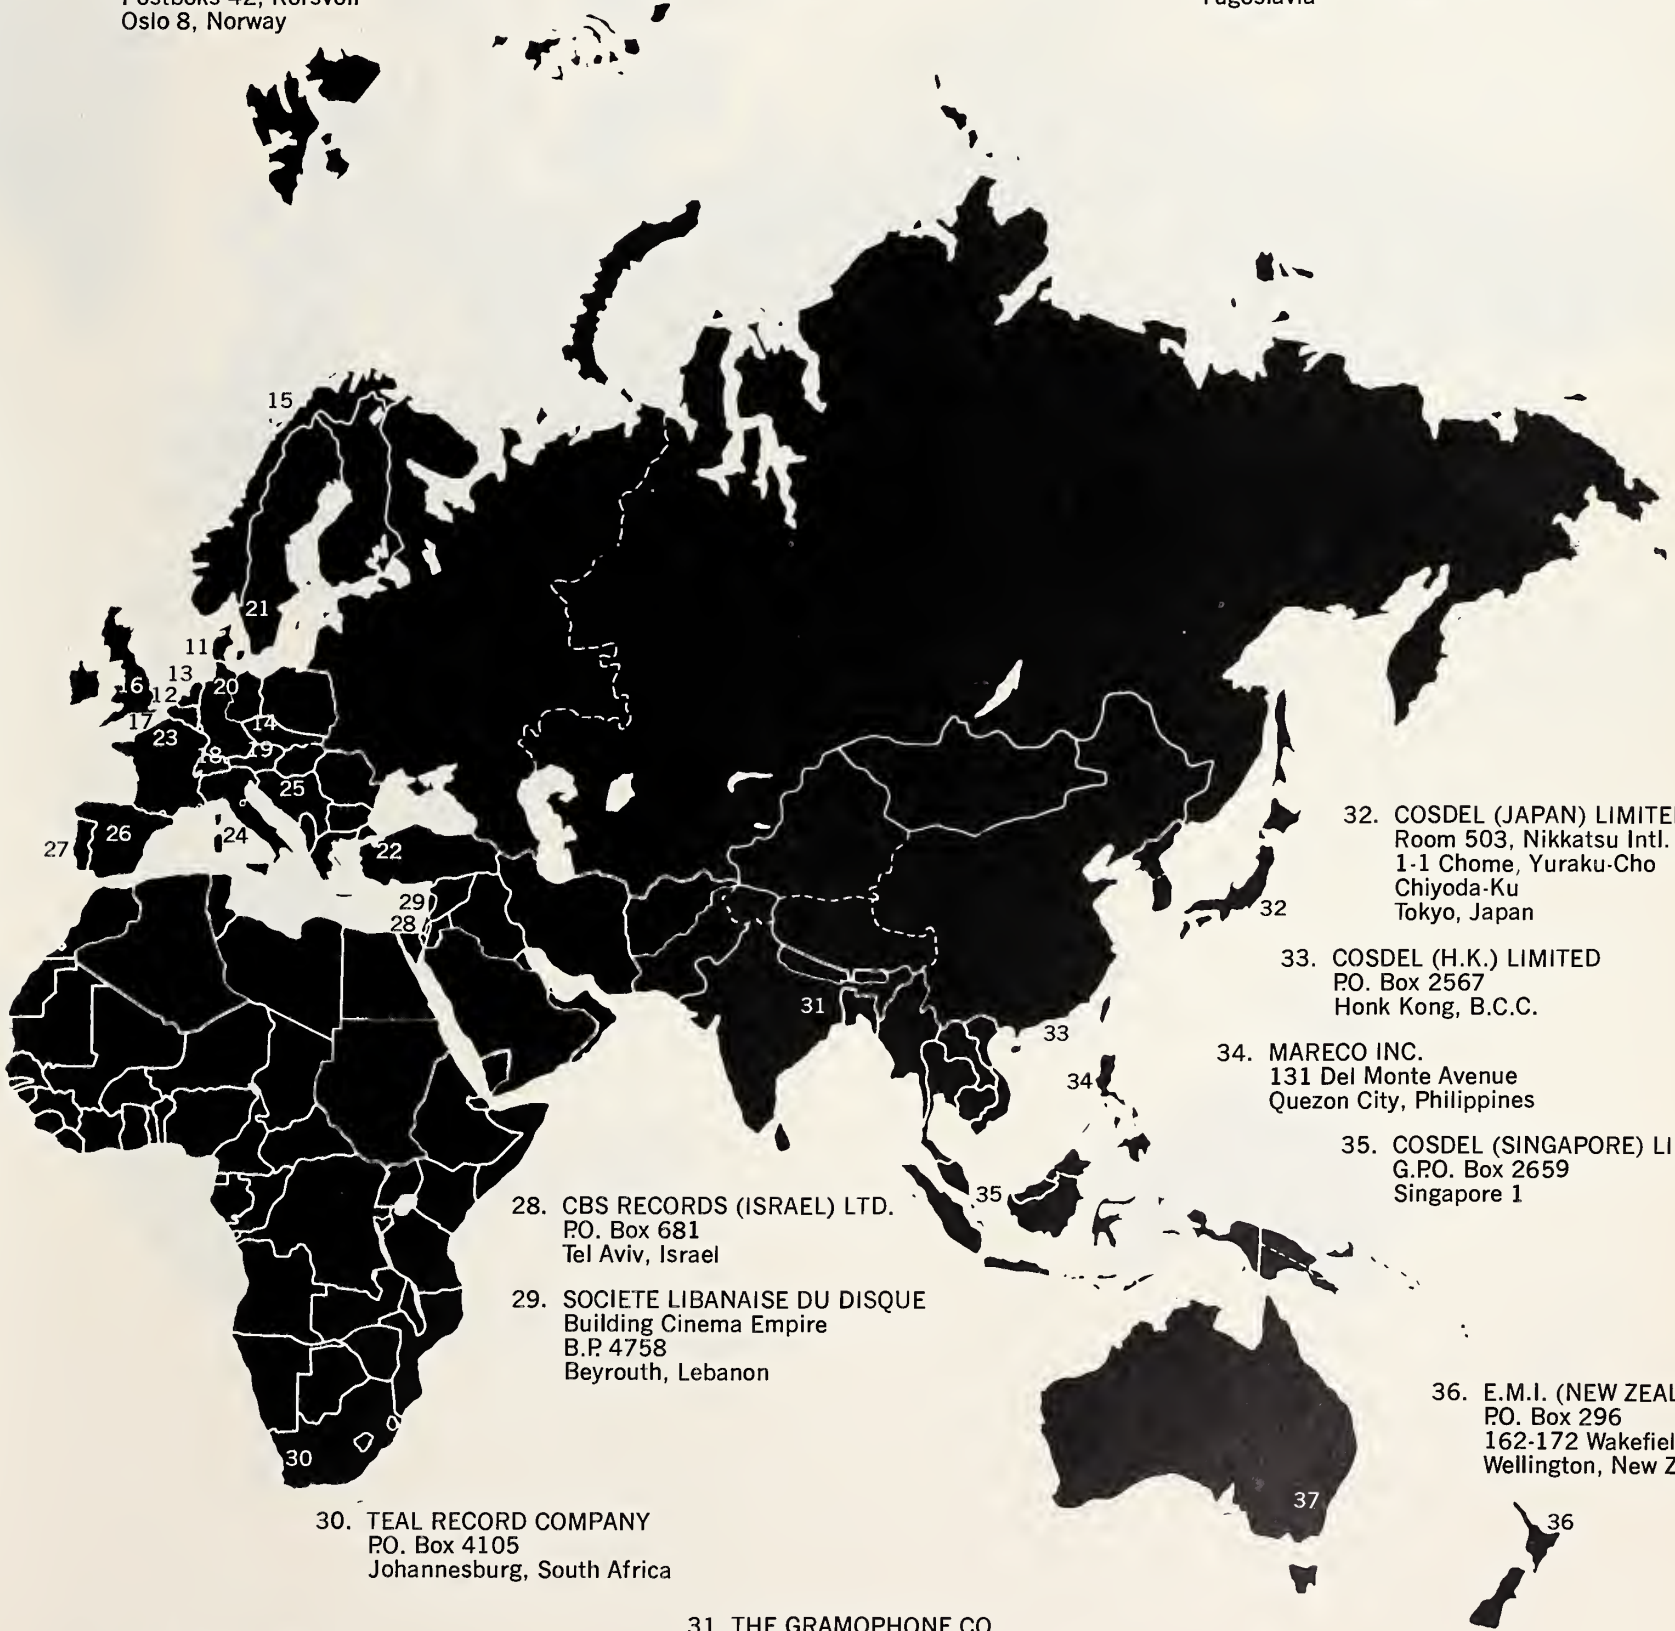 Postboks 42, Korsvoll
Oslo 8, Norway
Yugoslavia
15
21
11
13
16
12
20
17
14
23
18
19
25
26
24
27
22
29
28
31
32
33
34
35
30
37
36
32. COSDEL (JAPAN) LIMITE
Room 503, Nikkatsu Intl.
1-1 Chome, Yuraku-Cho
Chiyoda-Ku
Tokyo, Japan
33. COSDEL (H.K.) LIMITED
P.O. Box 2567
Honk Kong, B.C.C.
34. MARECO INC.
131 Del Monte Avenue
Quezon City, Philippines
35. COSDEL (SINGAPORE) LI
G.P.O. Box 2659
Singapore 1
28. CBS RECORDS (ISRAEL) LTD.
P.O. Box 681
Tel Aviv, Israel
29. SOCIETE LIBANAISE DU DISQUE
Building Cinema Empire
B.P. 4758
Beyrouth, Lebanon
36. E.M.I. (NEW ZEAL
P.O. Box 296
162-172 Wakefiel
Wellington, New Z
30. TEAL RECORD COMPANY
P.O. Box 4105
Johannesburg, South Africa
31. THE GRAMOPHONE CO.